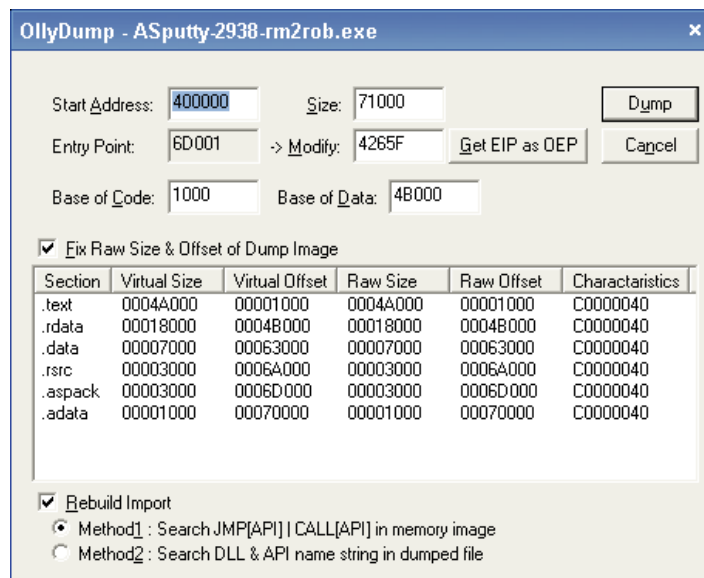 OllyDump - ASputty-2938-rm2rob.exe
Start Address: 400000 Size: 71000 Dump
Entry Point: 6D001 -> Modify: 4265F Get EIP as OEP Cancel
Base of Code: 1000 Base of Data: 4B000
Fix Raw Size & Offset of Dump Image
Section Virtual Size Virtual Offset Raw Size Raw Offset Charactaristics
.text 0004A000 00001000 0004A000 00001000 C0000040
.rdata 00018000 0004B000 00018000 0004B000 C0000040
.data 00007000 00063000 00007000 00063000 C0000040
.rsrc 00003000 0006A000 00003000 0006A000 C0000040
.aspack 00003000 0006D000 00003000 0006D000 C0000040
.adata 00001000 00070000 00001000 00070000 C0000040
Rebuild Import
Method1 : Search JMP[API] | CALL[API] in memory image
Method2 : Search DLL & API name string in dumped file